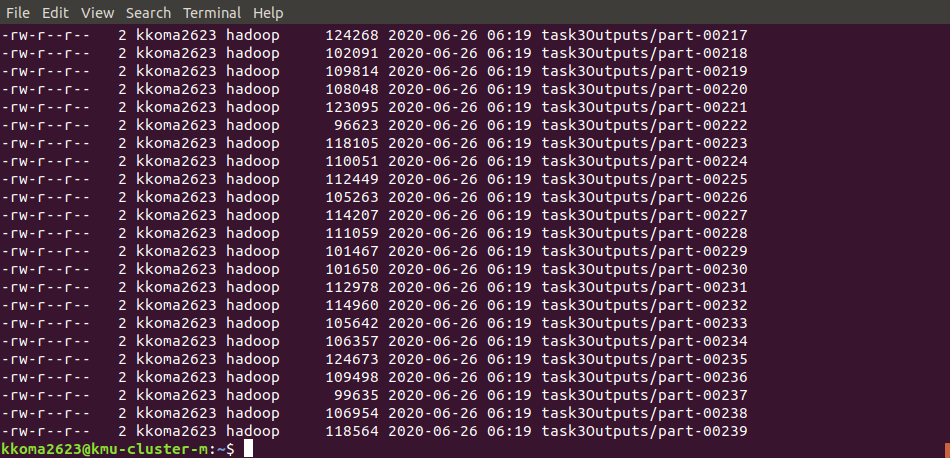 File Edit View Search Terminal Help
-rw-r--r--   2 kkoma2623 hadoop     124268 2020-06-26 06:19 task3Outputs/part-00217
-rw-r--r--   2 kkoma2623 hadoop     102091 2020-06-26 06:19 task3Outputs/part-00218
-rw-r--r--   2 kkoma2623 hadoop     109814 2020-06-26 06:19 task3Outputs/part-00219
-rw-r--r--   2 kkoma2623 hadoop     108048 2020-06-26 06:19 task3Outputs/part-00220
-rw-r--r--   2 kkoma2623 hadoop     123095 2020-06-26 06:19 task3Outputs/part-00221
-rw-r--r--   2 kkoma2623 hadoop      96623 2020-06-26 06:19 task3Outputs/part-00222
-rw-r--r--   2 kkoma2623 hadoop     118105 2020-06-26 06:19 task3Outputs/part-00223
-rw-r--r--   2 kkoma2623 hadoop     110051 2020-06-26 06:19 task3Outputs/part-00224
-rw-r--r--   2 kkoma2623 hadoop     112449 2020-06-26 06:19 task3Outputs/part-00225
-rw-r--r--   2 kkoma2623 hadoop     105263 2020-06-26 06:19 task3Outputs/part-00226
-rw-r--r--   2 kkoma2623 hadoop     114207 2020-06-26 06:19 task3Outputs/part-00227
-rw-r--r--   2 kkoma2623 hadoop     111059 2020-06-26 06:19 task3Outputs/part-00228
-rw-r--r--   2 kkoma2623 hadoop     101467 2020-06-26 06:19 task3Outputs/part-00229
-rw-r--r--   2 kkoma2623 hadoop     101650 2020-06-26 06:19 task3Outputs/part-00230
-rw-r--r--   2 kkoma2623 hadoop     112978 2020-06-26 06:19 task3Outputs/part-00231
-rw-r--r--   2 kkoma2623 hadoop     114960 2020-06-26 06:19 task3Outputs/part-00232
-rw-r--r--   2 kkoma2623 hadoop     105642 2020-06-26 06:19 task3Outputs/part-00233
-rw-r--r--   2 kkoma2623 hadoop     106357 2020-06-26 06:19 task3Outputs/part-00234
-rw-r--r--   2 kkoma2623 hadoop     124673 2020-06-26 06:19 task3Outputs/part-00235
-rw-r--r--   2 kkoma2623 hadoop     109498 2020-06-26 06:19 task3Outputs/part-00236
-rw-r--r--   2 kkoma2623 hadoop      99635 2020-06-26 06:19 task3Outputs/part-00237
-rw-r--r--   2 kkoma2623 hadoop     106954 2020-06-26 06:19 task3Outputs/part-00238
-rw-r--r--   2 kkoma2623 hadoop     118564 2020-06-26 06:19 task3Outputs/part-00239
kkoma2623@kmu-cluster-m:~$